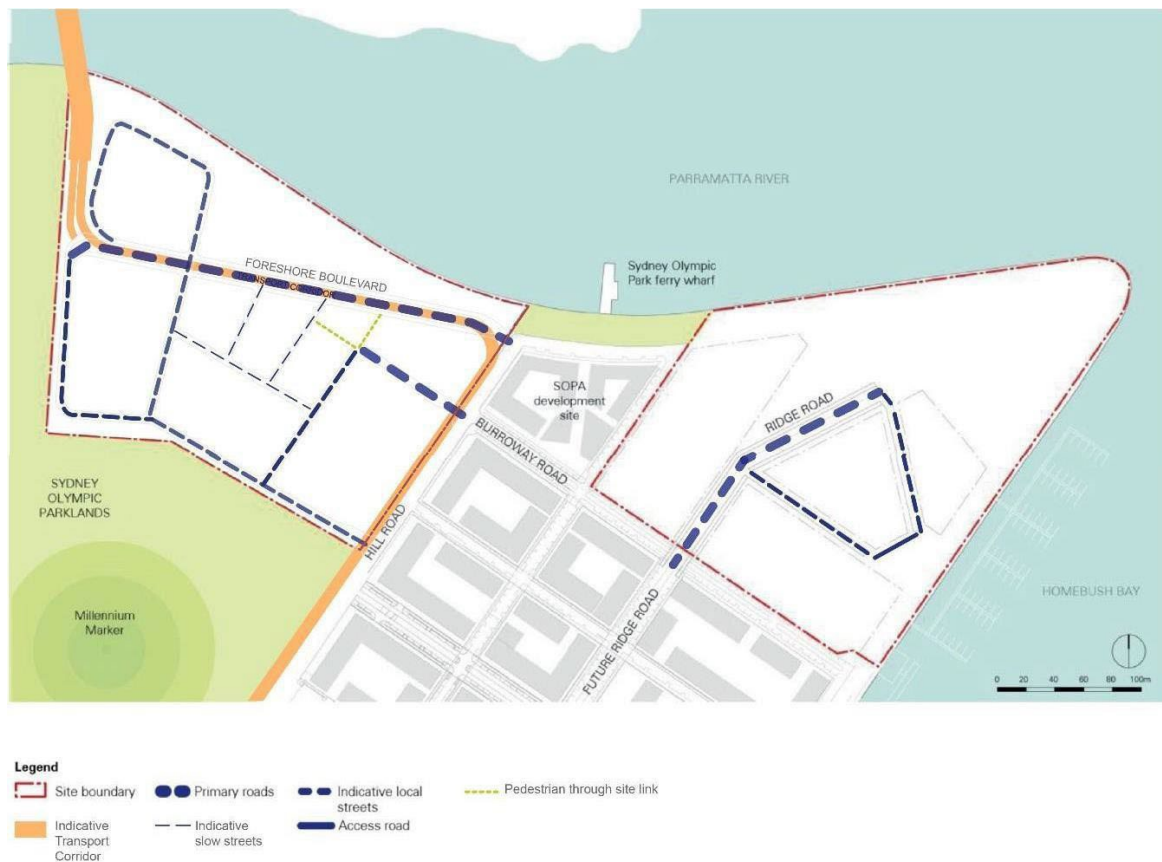 PARRAMATTA RIVER
FORESHORE BOULEVARD
TRANSPORT CORRIDOR
Sydney Olympic
Park ferry wharf
SOPA
development
site
RIDGE ROAD
BURROWAY ROAD
SYDNEY
OLYMPIC
PARKLANDS
HILL ROAD
HOMEBUSH BAY
Millennium
Marker
FUTURE RIDGE ROAD
0 20 40 60 80 100m
Legend
Site boundary
Primary roads
Indicative local
streets
Pedestrian through site link
Indicative
Transport
Corridor
Indicative
slow streets
Access road